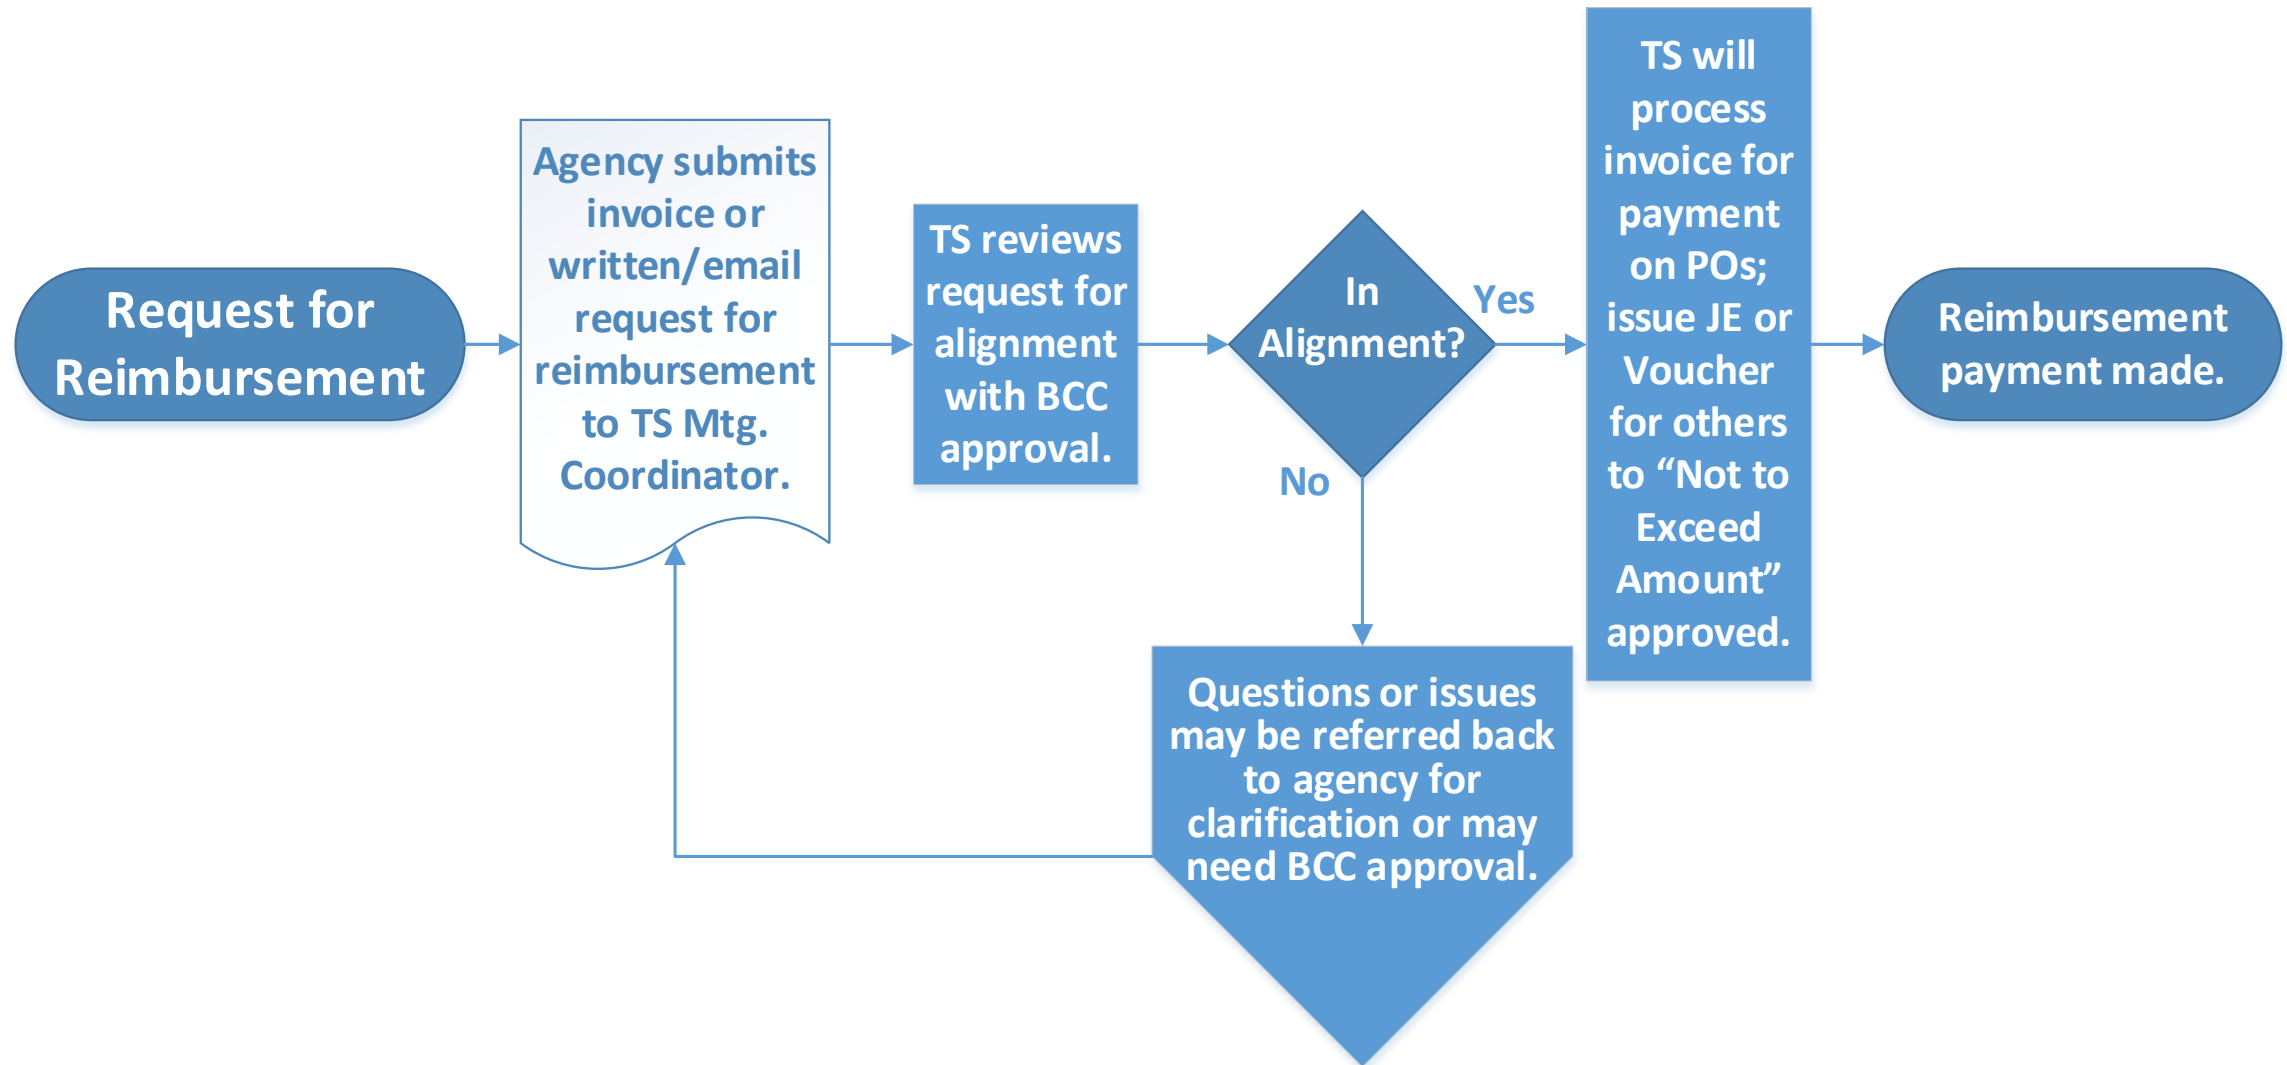 Request for
Reimbursement
Agency submits
invoice or
written/email
request for
reimbursement
to TS Mtg.
Coordinator.
TS reviews
request for
alignment
with BCC
approval.
In
Alignment?
Yes
No
TS will
process
invoice for
payment
on POs;
issue JE or
Voucher
for others
to “Not to
Exceed
Amount”
approved.
Reimbursement
payment made.
Questions or issues
may be referred back
to agency for
clarification or may
need BCC approval.